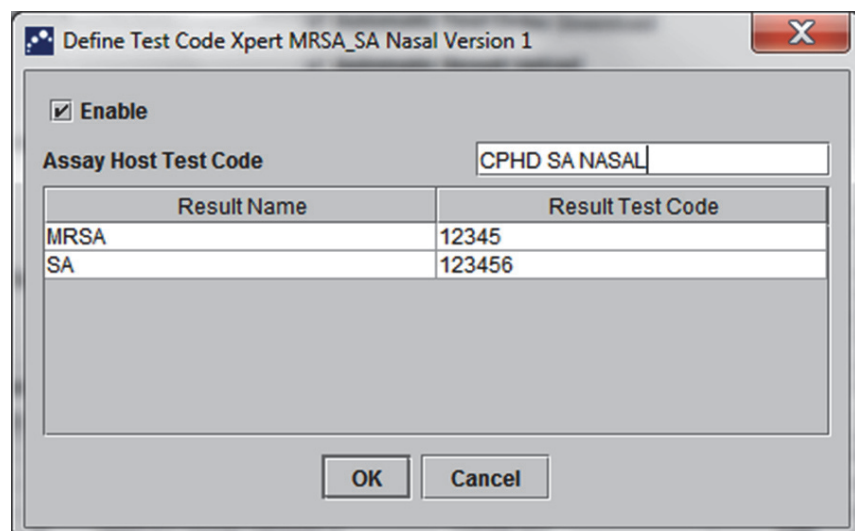 Define Test Code Xpert MRSA_SA Nasal Version 1
Enable
Assay Host Test Code CPHD SA NASAL
Result Name Result Test Code
MRSA 12345
SA 123456
OK Cancel